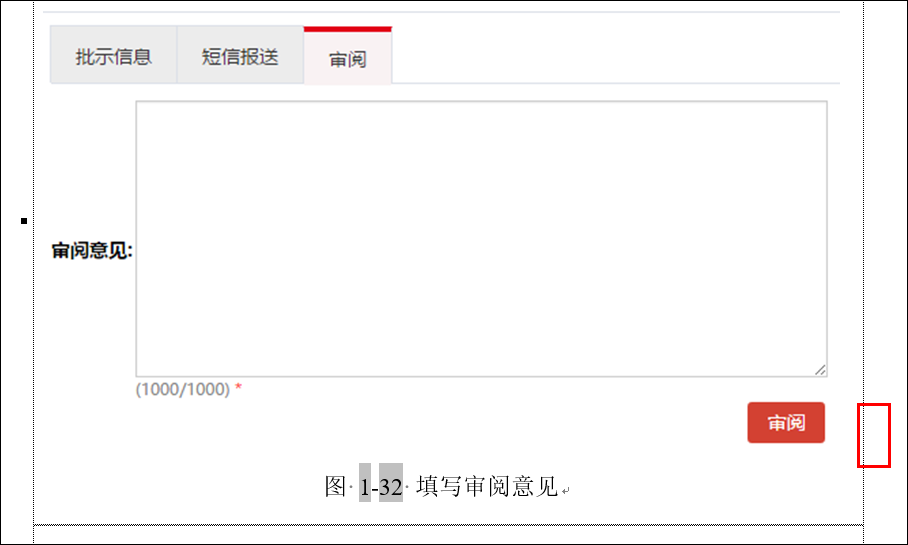 批示信息 短信报送 审阅
审阅意见:
(1000/1000) *
审阅
图 1-32 填写审阅意见